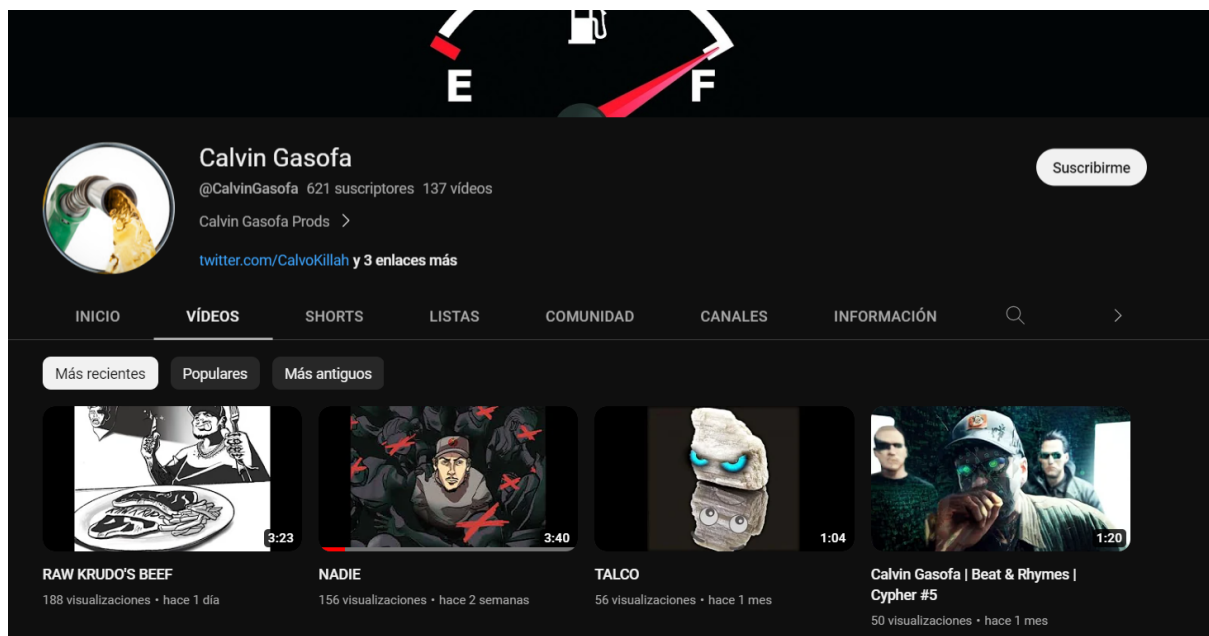 E F
Calvin Gasofa
@CalvinGasofa 621 suscriptores 137 vídeos
Suscribirme
Calvin Gasofa Prods
twitter.com/CalvoKillah y 3 enlaces más
INICIO VÍDEOS SHORTS LISTAS COMUNIDAD CANALES INFORMACIÓN
Más recientes Populares Más antiguos
3:23 3:40 1:04 1:20
RAW KRUDO'S BEEF NADIE TALCO Calvin Gasofa | Beat & Rhymes |
Cypher #5
188 visualizaciones • hace 1 día 156 visualizaciones • hace 2 semanas 56 visualizaciones • hace 1 mes
50 visualizaciones • hace 1 mes